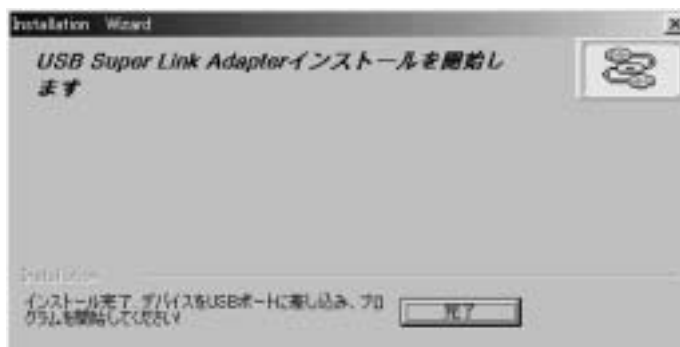 Installation Wizard
USB Super Link Adapterインストールを開始し
ます
Installation
インストール完了 デバイスをUSBポートに差し込み、プロ
グラムを開始してください
完了